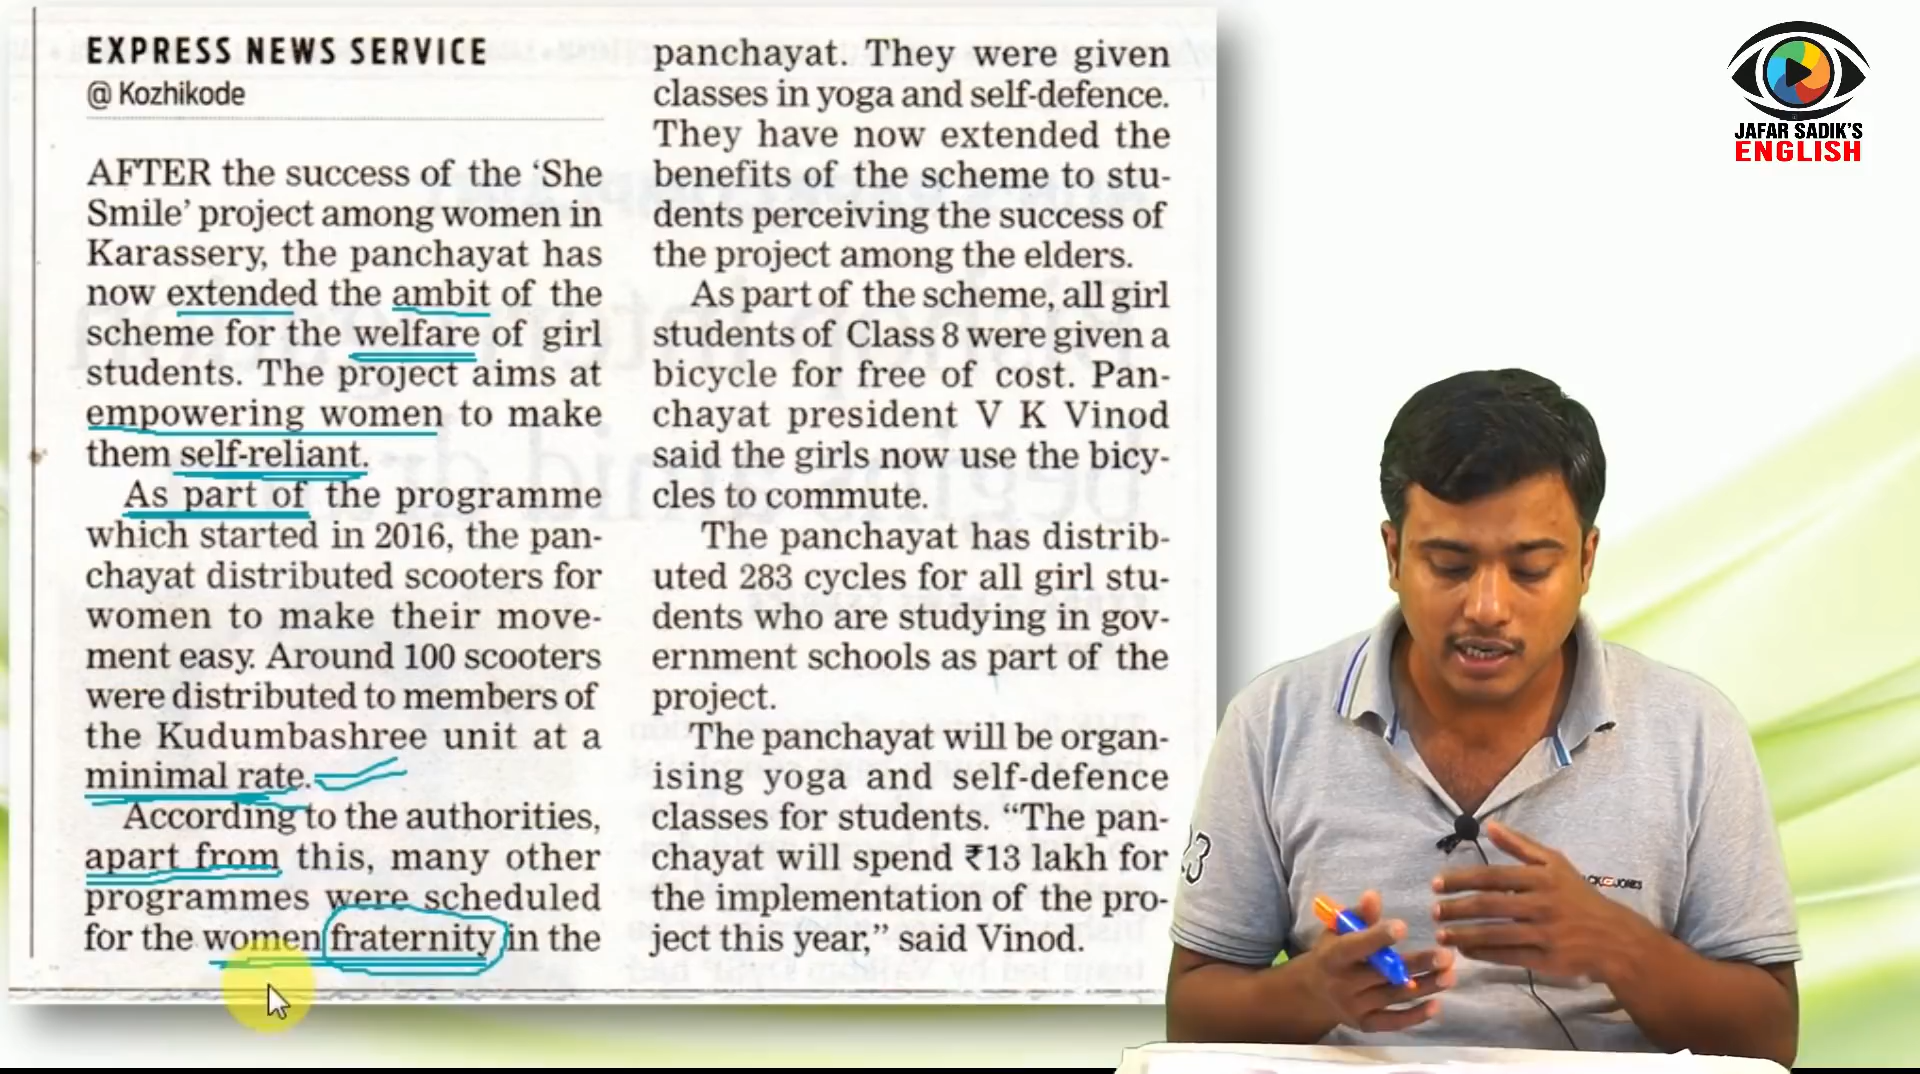 EXPRESS NEWS SERVICE
@ Kozhikode
AFTER the success of the ‘She
Smile’ project among women in
Karassery, the panchayat has
now extended the ambit of the
scheme for the welfare of girl
students. The project aims at
empowering women to make
them self-reliant.
As part of the programme
which started in 2016, the pan-
chayat distributed scooters for
women to make their move-
ment easy. Around 100 scooters
were distributed to members of
the Kudumbashree unit at a
minimal rate.
According to the authorities,
apart from this, many other
programmes were scheduled
for the women fraternity in the
panchayat. They were given
classes in yoga and self-defence.
They have now extended the
benefits of the scheme to stu-
dents perceiving the success of
the project among the elders.
As part of the scheme, all girl
students of Class 8 were given a
bicycle for free of cost. Pan-
chayat president V K Vinod
said the girls now use the bicy-
cles to commute.
The panchayat has distrib-
uted 283 cycles for all girl stu-
dents who are studying in gov-
ernment schools as part of the
project.
The panchayat will be organ-
ising yoga and self-defence
classes for students. “The pan-
chayat will spend ₹13 lakh for
the implementation of the pro-
ject this year,” said Vinod.
JAFAR SADIK'S
ENGLISH